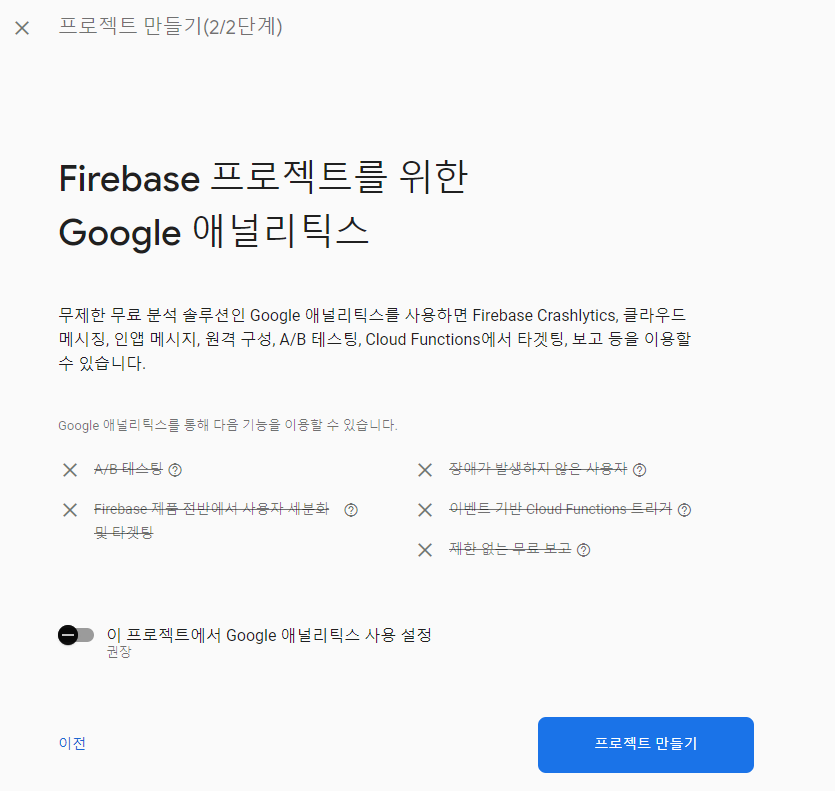 프로젝트 만들기(2/2단계)
Firebase 프로젝트를 위한
Google 애널리틱스
무제한 무료 분석 솔루션인 Google 애널리틱스를 사용하면 Firebase Crashlytics, 클라우드
메시징, 인앱 메시지, 원격 구성, A/B 테스팅, Cloud Functions에서 타겟팅, 보고 등을 이용할
수 있습니다.
Google 애널리틱스를 통해 다음 기능을 이용할 수 있습니다.
A/B 테스팅
Firebase 제품 전반에서 사용자 세분화
및 타겟팅
장애가 발생하지 않은 사용자
이벤트 기반 Cloud Functions 트리거
제한 없는 무료 보고
이 프로젝트에서 Google 애널리틱스 사용 설정
권장
이전
프로젝트 만들기